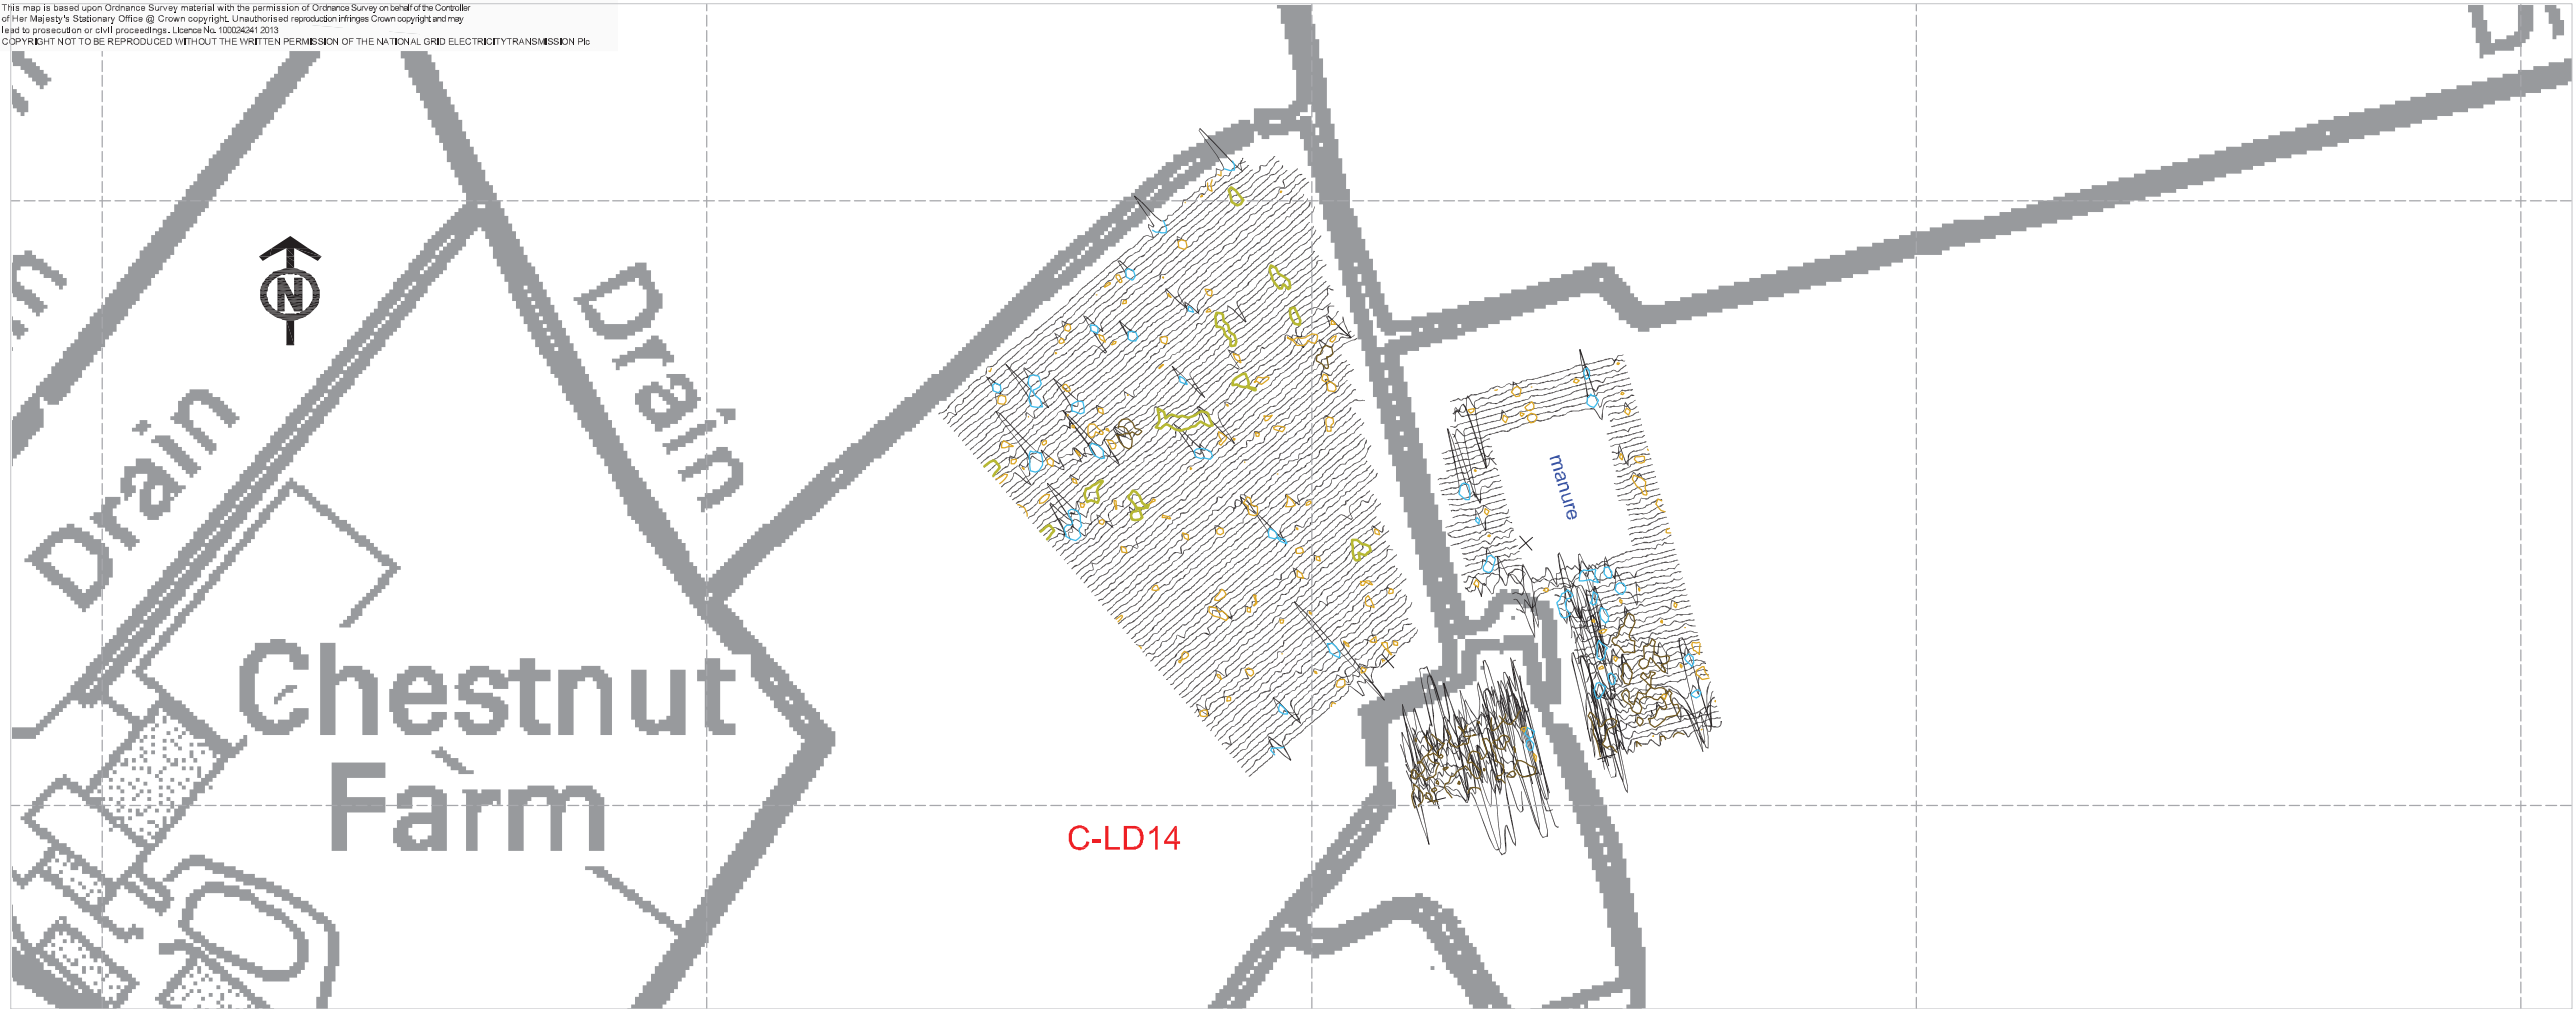 This map is based upon Ordnance Survey material with the permission of Ordnance Survey on behalf of the Controller
of Her Majesty's Stationary Office @ Crown copyright. Unauthorised reproduction infringes Crown copyright and may
lead to prosecution or civil proceedings. Licence No. 100024241 2013
COPYRIGHT NOT TO BE REPRODUCED WITHOUT THE WRITTEN PERMISSION OF THE NATIONAL GRID ELECTRICITYTRANSMISSION Plc
N
Drain
Drain
manure
Chestnut
Farm
C-LD14